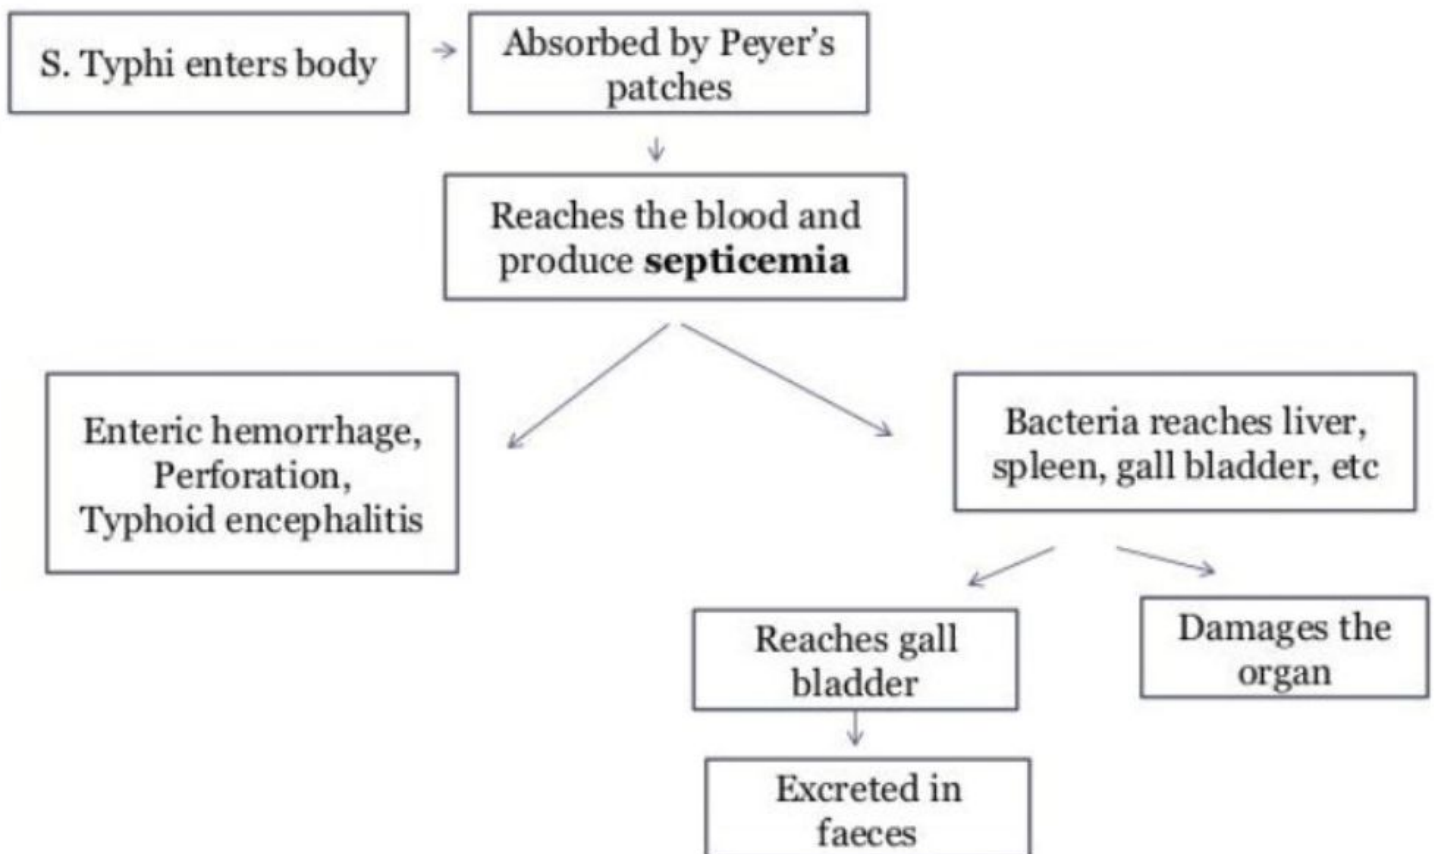 S. Typhi enters body
Absorbed by Peyer's
patches
Reaches the blood and
produce septicemia
Enteric hemorrhage,
Perforation,
Typhoid encephalitis
Bacteria reaches liver,
spleen, gall bladder, etc
Reaches gall
bladder
Damages the
organ
Excreted in
faeces